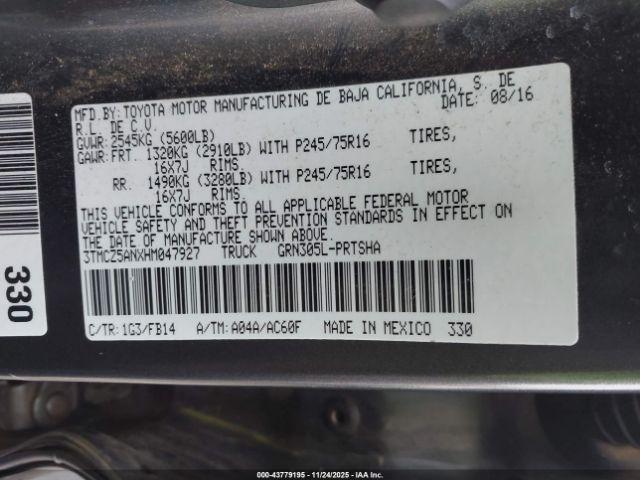 MFD.BY:TOYOTA MOTOR MANUFACTURING DE BAJA CALIFORNIA, S. DE
R.L. DE C.V. DATE: 08/16
GVWR:2545KG (5600LB)
GAWR:FRT. 1320KG (2910LB) WITH P245/75R16 TIRES,
16X7J RIMS
RR. 1490KG (3280LB) WITH P245/75R16 TIRES,
16X7J RIMS
THIS VEHICLE CONFORMS TO ALL APPLICABLE FEDERAL MOTOR
VEHICLE SAFETY AND THEFT PREVENTION STANDARDS IN EFFECT ON
THE DATE OF MANUFACTURE SHOWN ABOVE.
3TMCZ5ANXHM047927 TRUCK GRN305L-PRTSHA
C/TR:1G3/FB14 A/TM:A04A/AC60F MADE IN MEXICO 330
330
000-43779195 - 11/24/2025 - IAAI, Inc.